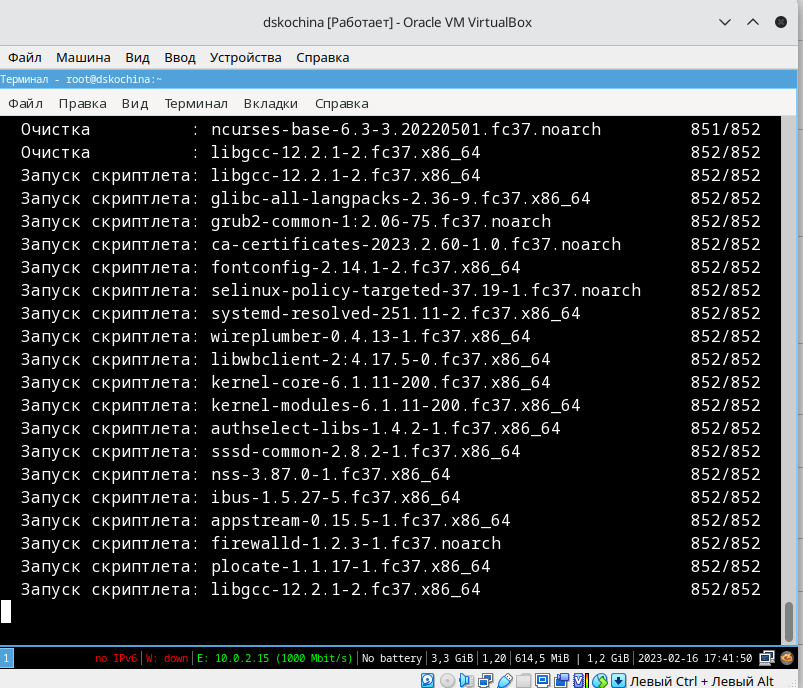 dskochina [Работает] - Oracle VM VirtualBox
Файл Машина Вид Ввод Устройства Справка
Терминал - root@dskochina:~
Файл Правка Вид Терминал Вкладки Справка
Очистка : ncurses-base-6.3-3.20220501.fc37.noarch 851/852
Очистка : libgcc-12.2.1-2.fc37.x86_64 852/852
Запуск скриптлета: libgcc-12.2.1-2.fc37.x86_64 852/852
Запуск скриптлета: glibc-all-langpacks-2.36-9.fc37.x86_64 852/852
Запуск скриптлета: grub2-common-1:2.06-75.fc37.noarch 852/852
Запуск скриптлета: ca-certificates-2023.2.60-1.0.fc37.noarch 852/852
Запуск скриптлета: fontconfig-2.14.1-2.fc37.x86_64 852/852
Запуск скриптлета: selinux-policy-targeted-37.19-1.fc37.noarch 852/852
Запуск скриптлета: systemd-resolved-251.11-2.fc37.x86_64 852/852
Запуск скриптлета: wireplumber-0.4.13-1.fc37.x86_64 852/852
Запуск скриптлета: libwbclient-2:4.17.5-0.fc37.x86_64 852/852
Запуск скриптлета: kernel-core-6.1.11-200.fc37.x86_64 852/852
Запуск скриптлета: kernel-modules-6.1.11-200.fc37.x86_64 852/852
Запуск скриптлета: authselect-libs-1.4.2-1.fc37.x86_64 852/852
Запуск скриптлета: sssd-common-2.8.2-1.fc37.x86_64 852/852
Запуск скриптлета: nss-3.87.0-1.fc37.x86_64 852/852
Запуск скриптлета: ibus-1.5.27-5.fc37.x86_64 852/852
Запуск скриптлета: appstream-0.15.5-1.fc37.x86_64 852/852
Запуск скриптлета: firewalld-1.2.3-1.fc37.noarch 852/852
Запуск скриптлета: plocate-1.1.17-1.fc37.x86_64 852/852
Запуск скриптлета: libgcc-12.2.1-2.fc37.x86_64 852/852
1 no IPv6|W: down|E: 10.0.2.15 (1000 Mbit/s)|No battery|3,3 GiB|1,20|614,5 MiB | 1,2 GiB|2023-02-16 17:41:50
Левый Ctrl + Левый Alt